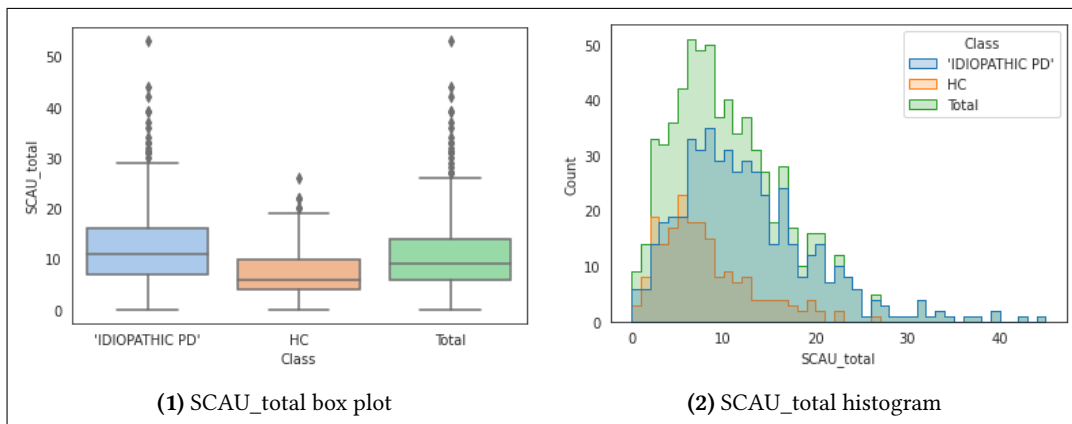 50
40
30
20
10
0
SCAU_total
'IDIOPATHIC PD'
HC
Total
Class
(1) SCAU_total box plot
50
40
30
20
10
0
Count
Class
'IDIOPATHIC PD'
HC
Total
0
10
20
30
40
SCAU_total
(2) SCAU_total histogram